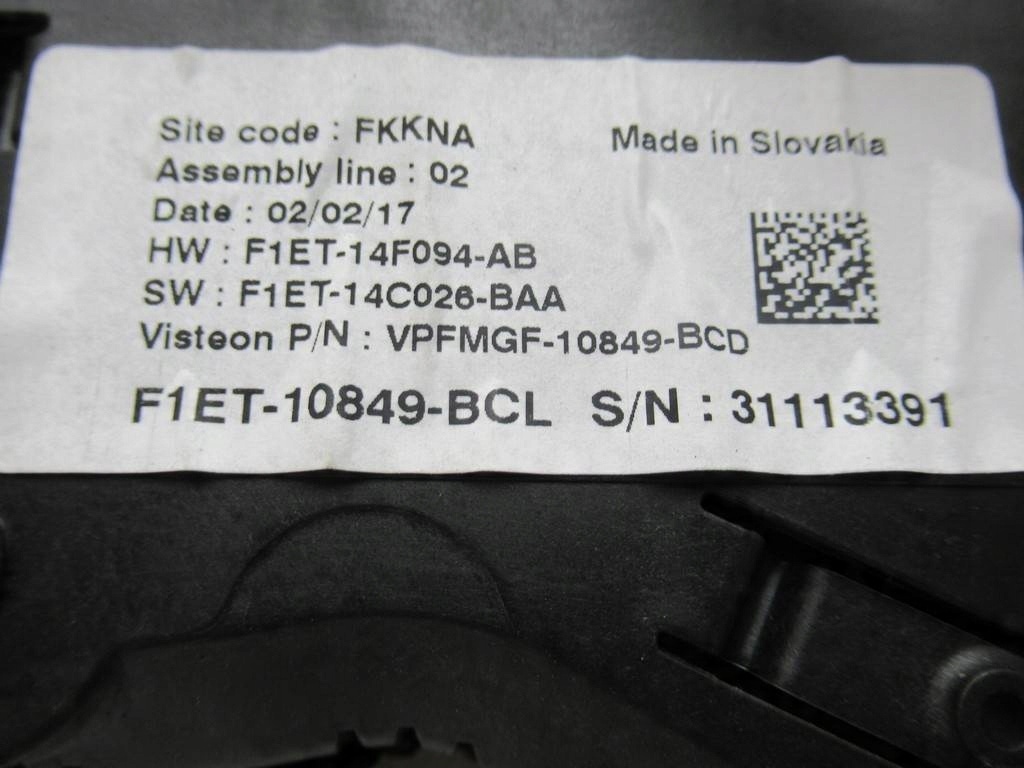 Site code : FKKNA
Made in Slovakia
Assembly line : 02
Date : 02/02/17
HW : F1ET-14F094-AB
SW : F1ET-14C026-BAA
Visteon P/N : VPFMGF-10849-BCD
F1ET-10849-BCL S/N : 31113391